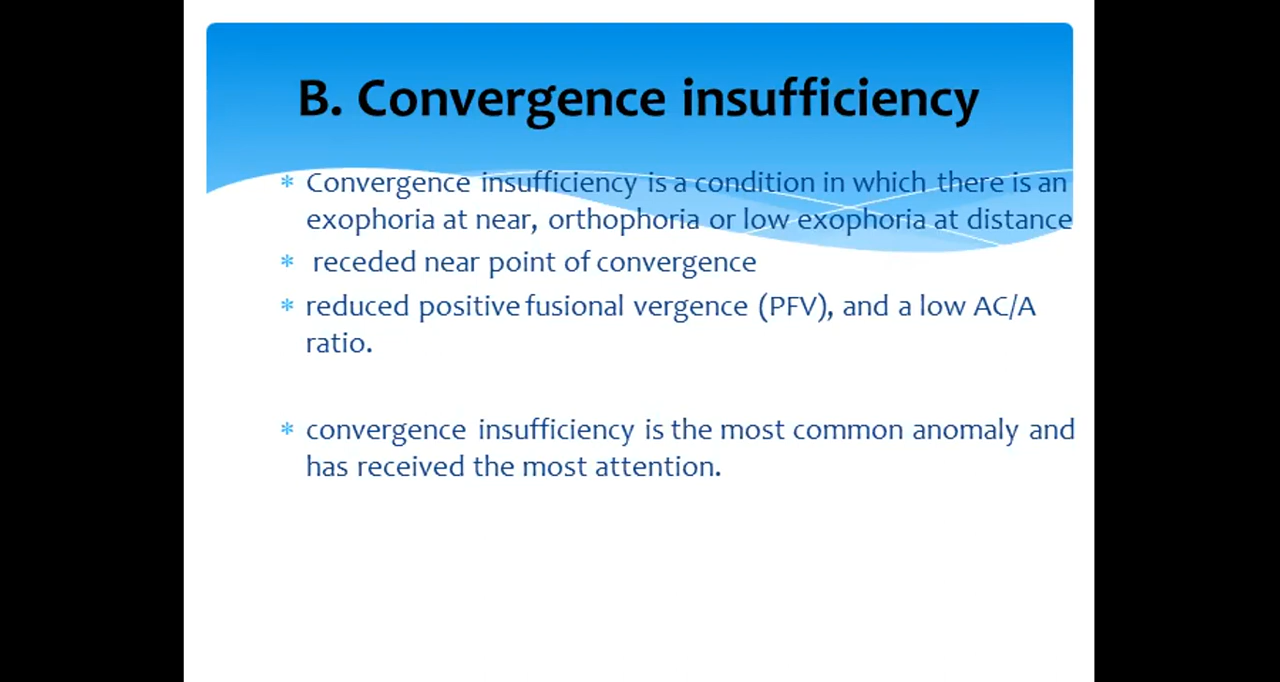 B. Convergence insufficiency
* Convergence insufficiency is a condition in which there is an
exophoria at near, orthophoria or low exophoria at distance
* receded near point of convergence
* reduced positive fusional vergence (PFV), and a low AC/A
ratio.
* convergence insufficiency is the most common anomaly and
has received the most attention.